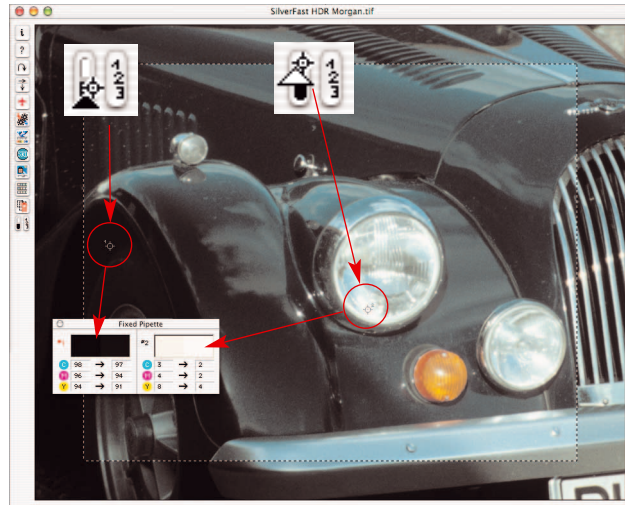 SilverFast HDR Morgan.tif
i
?
1
2
3
1
2
3
Fixed Pipette
#1 #2
C 98 → 97 C 3 → 2
M 96 → 94 M 4 → 2
Y 94 → 91 Y 8 → 4